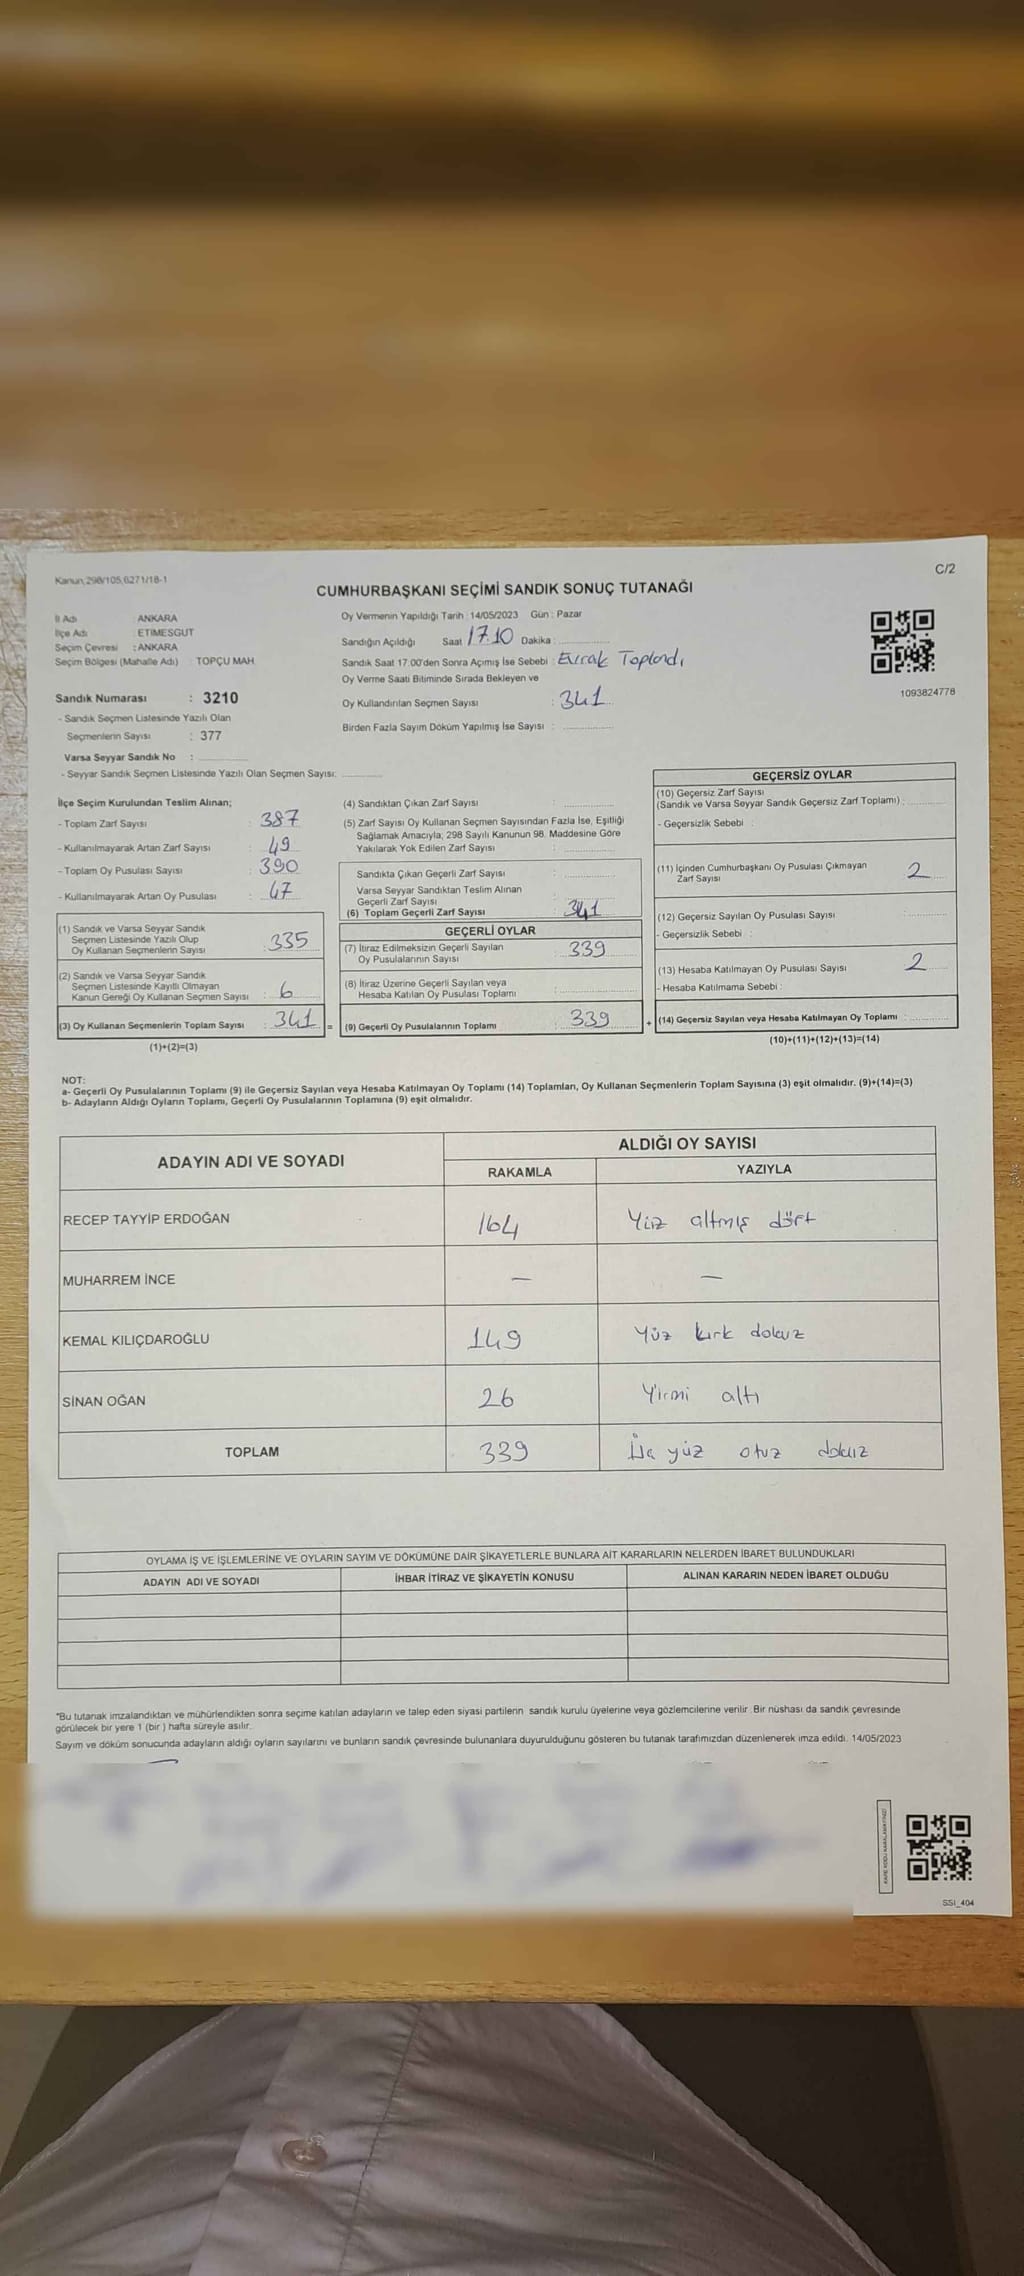 Kanun;298/105,6271/18-1
C/2
CUMHURBAŞKANI SEÇİMİ SANDIK SONUÇ TUTANAĞI
İl Adı : ANKARA
İlçe Adı : ETİMESGUT
Seçim Çevresi : ANKARA
Seçim Bölgesi (Mahalle Adı) : TOPÇU MAH.
Oy Vermenin Yapıldığı Tarih : 14/05/2023 Gün : Pazar
Sandığın Açıldığı Saat 17.10 Dakika :
Sandık Saat 17.00'den Sonra Açımış İse Sebebi : Evrak Toplandı
Oy Verme Saati Bitiminde Sırada Bekleyen ve
Oy Kullandırılan Seçmen Sayısı : 341
Birden Fazla Sayım Döküm Yapılmış İse Sayısı :
1093824778
Sandık Numarası : 3210
- Sandık Seçmen Listesinde Yazılı Olan
Seçmenlerin Sayısı : 377
Varsa Seyyar Sandık No :
- Seyyar Sandık Seçmen Listesinde Yazılı Olan Seçmen Sayısı:
İlçe Seçim Kurulundan Teslim Alınan;
- Toplam Zarf Sayısı : 387
- Kullanılmayarak Artan Zarf Sayısı : 49
- Toplam Oy Pusulası Sayısı : 390
- Kullanılmayarak Artan Oy Pusulası : 47
(1) Sandık ve Varsa Seyyar Sandık
Seçmen Listesinde Yazılı Olup
Oy Kullanan Seçmenlerin Sayısı : 335
(2) Sandık ve Varsa Seyyar Sandık
Seçmen Listesinde Kayıtlı Olmayan
Kanun Gereği Oy Kullanan Seçmen Sayısı : 6
(3) Oy Kullanan Seçmenlerin Toplam Sayısı : 341 =
(1)+(2)=(3)
(4) Sandıktan Çıkan Zarf Sayısı :
(5) Zarf Sayısı Oy Kullanan Seçmen Sayısından Fazla İse, Eşitliği
Sağlamak Amacıyla; 298 Sayılı Kanunun 98. Maddesine Göre
Yakılarak Yok Edilen Zarf Sayısı :
Sandıkta Çıkan Geçerli Zarf Sayısı :
Varsa Seyyar Sandıktan Teslim Alınan
Geçerli Zarf Sayısı :
(6) Toplam Geçerli Zarf Sayısı : 341
GEÇERLİ OYLAR
(7) İtiraz Edilmeksizin Geçerli Sayılan
Oy Pusulalarının Sayısı : 339
(8) İtiraz Üzerine Geçerli Sayılan veya
Hesaba Katılan Oy Pusulası Toplamı :
(9) Geçerli Oy Pusulalarının Toplamı : 339 +
GEÇERSİZ OYLAR
(10) Geçersiz Zarf Sayısı
(Sandık ve Varsa Seyyar Sandık Geçersiz Zarf Toplamı) :
- Geçersizlik Sebebi :
(11) İçinden Cumhurbaşkanı Oy Pusulası Çıkmayan
Zarf Sayısı : 2
(12) Geçersiz Sayılan Oy Pusulası Sayısı :
- Geçersizlik Sebebi :
(13) Hesaba Katılmayan Oy Pusulası Sayısı : 2
- Hesaba Katılmama Sebebi :
(14) Geçersiz Sayılan veya Hesaba Katılmayan Oy Toplamı :
(10)+(11)+(12)+(13)=(14)
NOT:
a- Geçerli Oy Pusulalarının Toplamı (9) ile Geçersiz Sayılan veya Hesaba Katılmayan Oy Toplamı (14) Toplamları, Oy Kullanan Seçmenlerin Toplam Sayısına (3) eşit olmalıdır. (9)+(14)=(3)
b- Adayların Aldığı Oyların Toplamı, Geçerli Oy Pusulalarının Toplamına (9) eşit olmalıdır.
ADAYIN ADI VE SOYADI
ALDIĞI OY SAYISI
RAKAMLA YAZIYLA
RECEP TAYYİP ERDOĞAN 164 Yüz altmış dört
MUHARREM İNCE — —
KEMAL KILIÇDAROĞLU 149 Yüz kırk dokuz
SİNAN OĞAN 26 Yirmi altı
TOPLAM 339 Üç yüz otuz dokuz
OYLAMA İŞ VE İŞLEMLERİNE VE OYLARIN SAYIM VE DÖKÜMÜNE DAİR ŞİKAYETLERLE BUNLARA AİT KARARLARIN NELERDEN İBARET BULUNDUKLARI
ADAYIN ADI VE SOYADI İHBAR İTİRAZ VE ŞİKAYETİN KONUSU ALINAN KARARIN NEDEN İBARET OLDUĞU
"Bu tutanak imzalandıktan ve mühürlendikten sonra seçime katılan adayların ve talep eden siyasi partilerin sandık kurulu üyelerine veya gözlemcilerine verilir. Bir nüshası da sandık çevresinde
görülecek bir yere 1 (bir ) hafta süreyle asılır.
Sayım ve döküm sonucunda adayların aldığı oyların sayılarını ve bunların sandık çevresinde bulunanlara duyurulduğunu gösteren bu tutanak tarafımızdan düzenlenerek imza edildi. 14/05/2023
KARE KODU KARALAMAYINIZ!
SSI_404